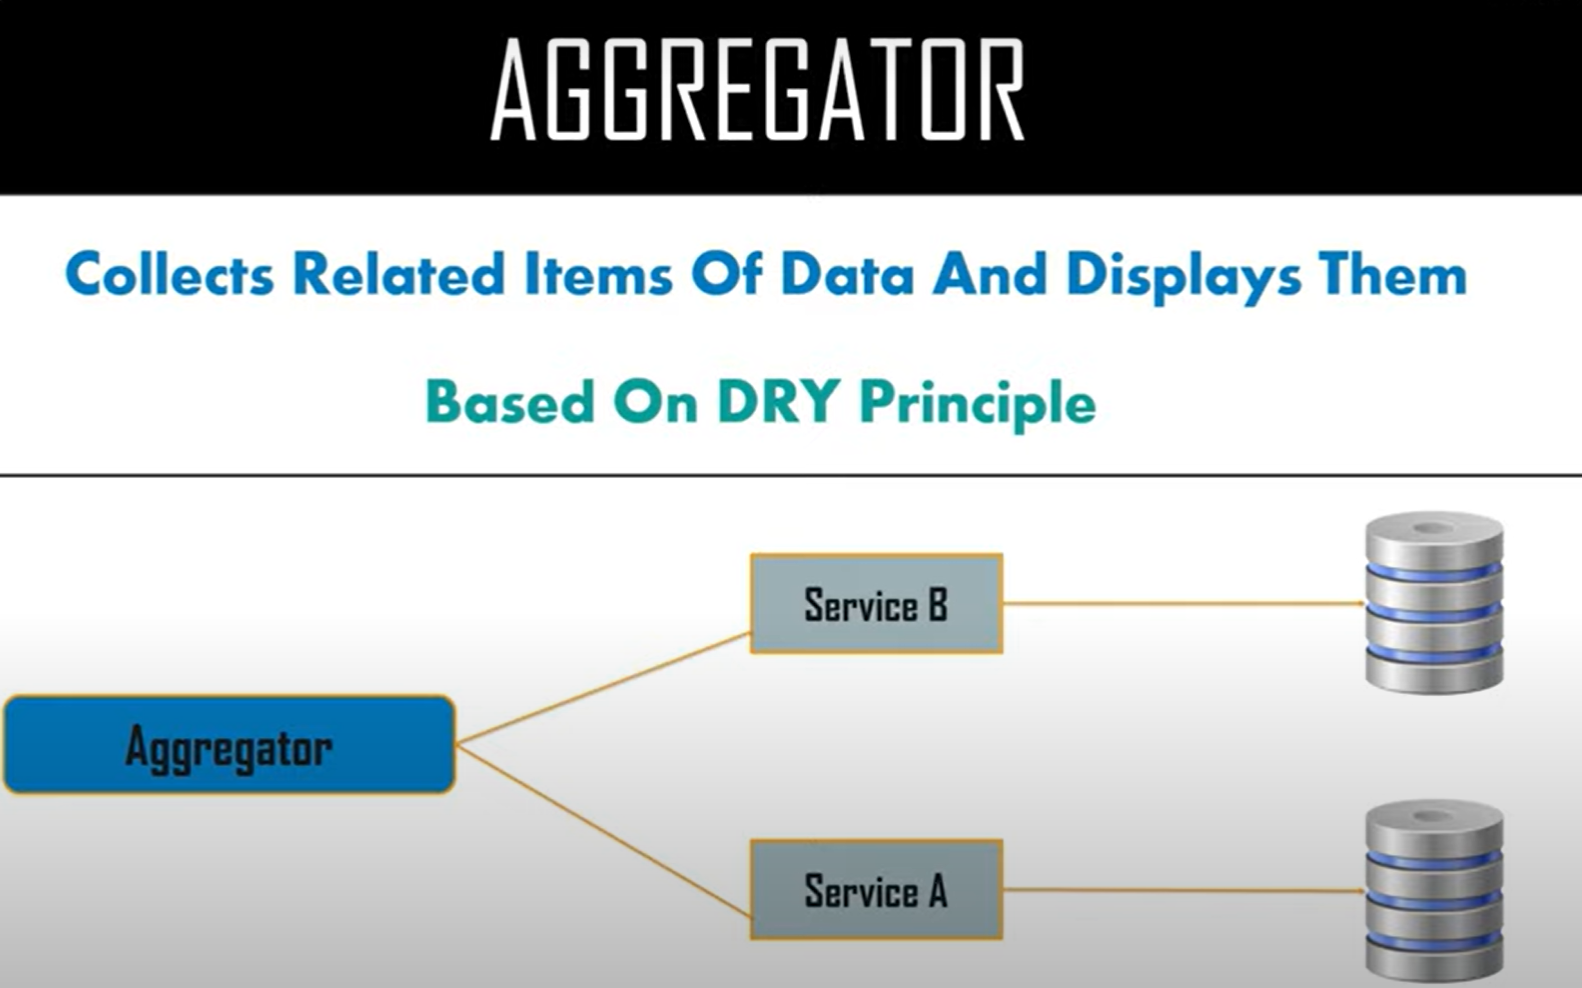 AGGREGATOR
Collects Related Items Of Data And Displays Them
Based On DRY Principle
Service B
Aggregator
Service A